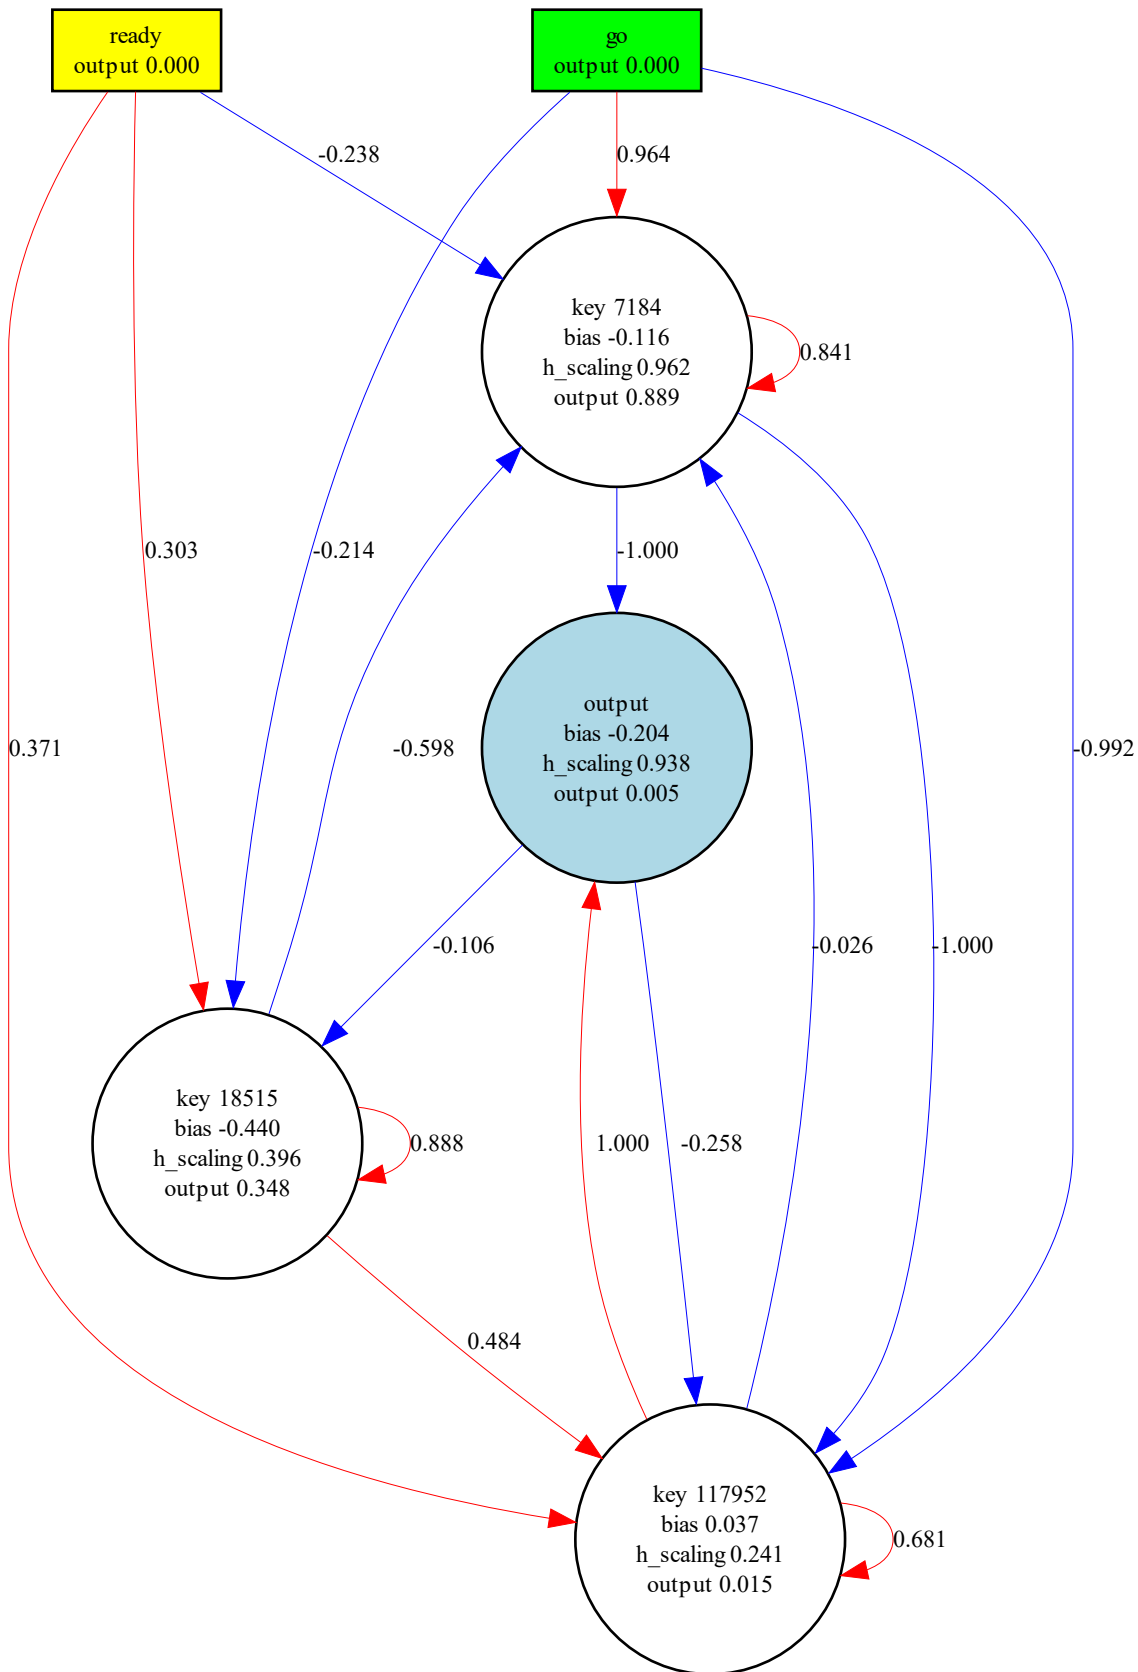 ready
output 0.000
go
output 0.000
-0.238
0.964
key 7184
bias -0.116
h_scaling 0.962
output 0.889
0.841
0.303
-0.214
-1.000
output
bias -0.204
h_scaling 0.938
output 0.005
0.371
-0.598
-0.992
-0.106
-0.026
-1.000
key 18515
bias -0.440
h_scaling 0.396
output 0.348
0.888
1.000
-0.258
0.484
key 117952
bias 0.037
h_scaling 0.241
output 0.015
0.681